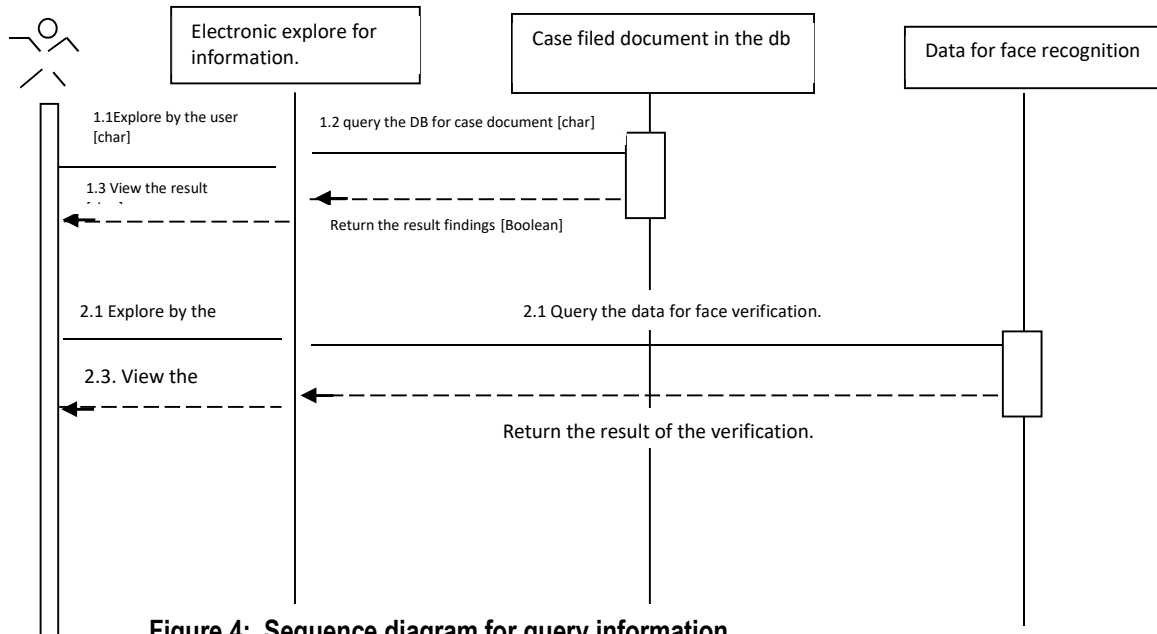 Electronic explore for
information.
Case filed document in the db
Data for face recognition
1.1Explore by the user
[char]
1.2 query the DB for case document [char]
1.3 View the result
Return the result findings [Boolean]
2.1 Explore by the
2.1 Query the data for face verification.
2.3. View the
Return the result of the verification.
Figure 4: Sequence diagram for query information